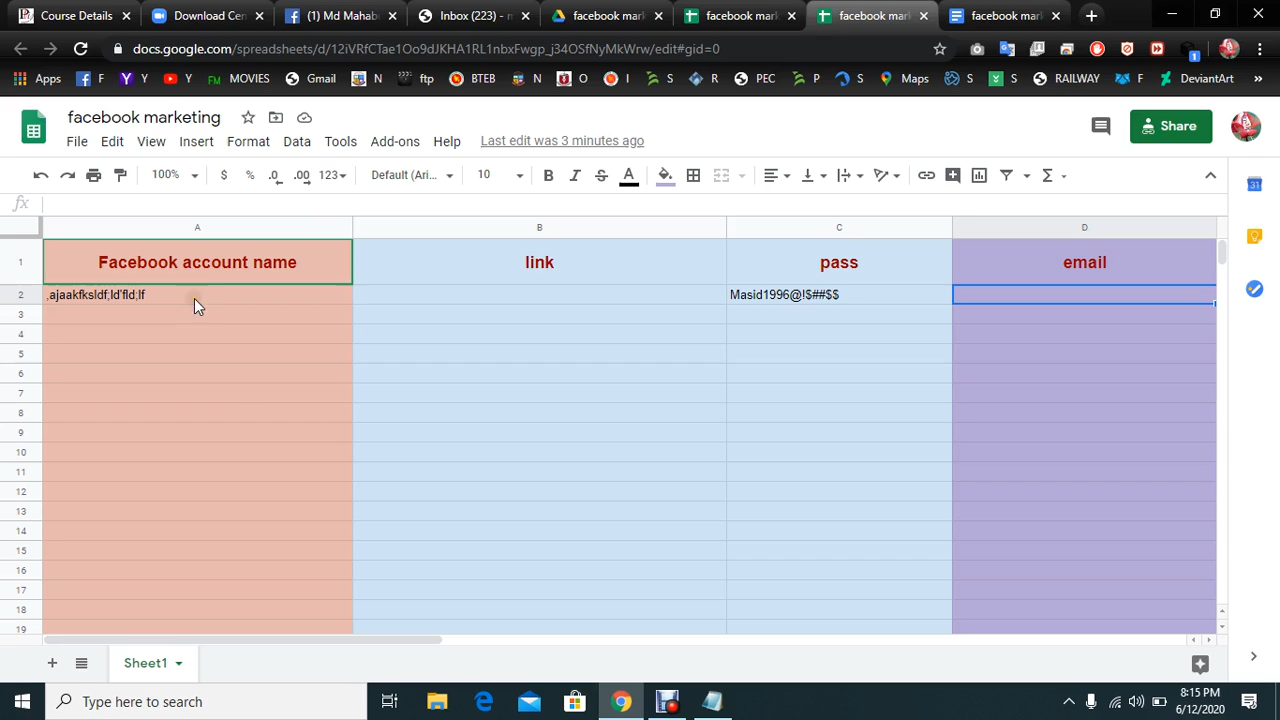 Course Details
Download Cen
(1) Md Mahab
Inbox (223) -
facebook mar
facebook mar
facebook mar
facebook mar
docs.google.com/spreadsheets/d/12iVRfCTae1Oo9dJKHA1RL1nbxFwgp_j34OSfNyMkWrw/edit#gid=0
1
Apps
F
Y
Y
FM MOVIES
Gmail
N
ftp
BTEB
N
O
I
S
F
PEC
P
S
Maps
S
S
RAILWAY
F
DeviantArt
»
facebook marketing
File Edit View Insert Format Data Tools Add-ons Help Last edit was 3 minutes ago
Share
100% $ % .0 .00 123 Default (Ari... 10 B I S A Σ
31
fx
A B C D
1 Facebook account name link pass email
2 ,ajaakfksldf;ld'fld;lf Masid1996@!$##$$
3
4
5
6
7
8
9
10
11
12
13
14
15
16
17
18
19
Sheet1
Type here to search
8:15 PM
6/12/2020